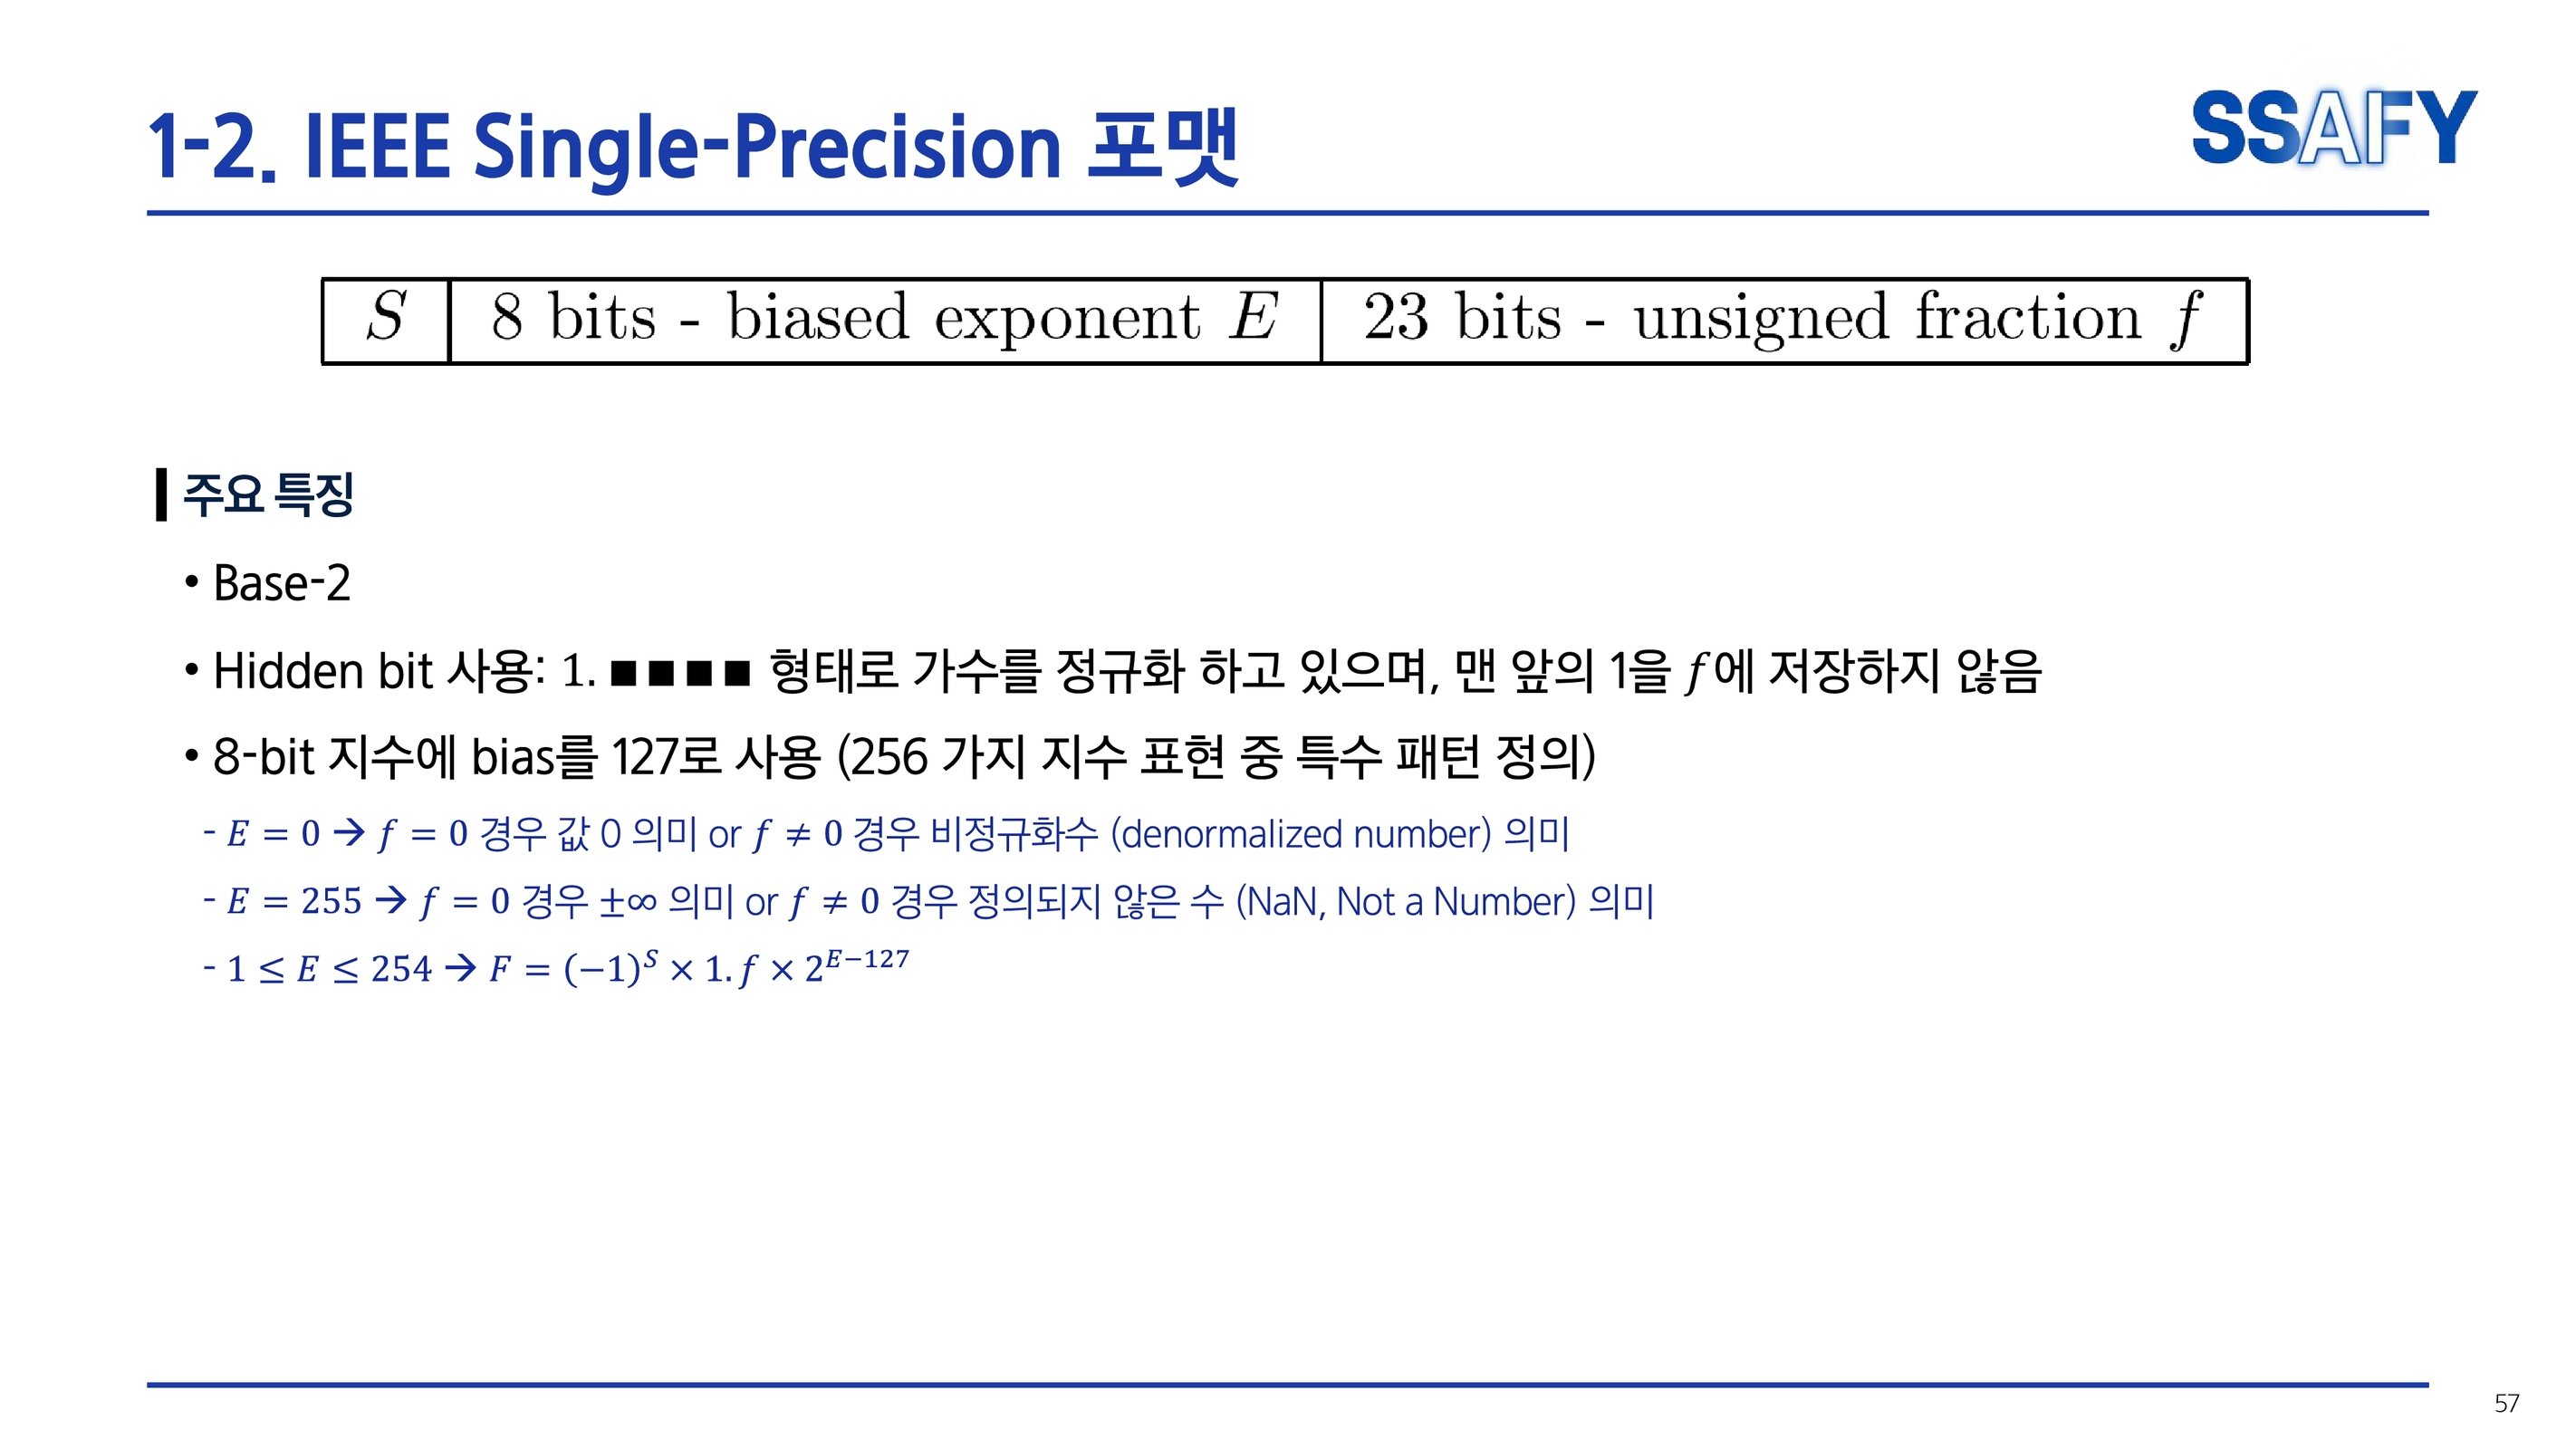 1-2. IEEE Single-Precision 포맷
SSAFY
S 8 bits - biased exponent E 23 bits - unsigned fraction f
주요 특징
• Base-2
• Hidden bit 사용: 1. ■ ■ ■ ■ 형태로 가수를 정규화 하고 있으며, 맨 앞의 1을 f에 저장하지 않음
• 8-bit 지수에 bias를 127로 사용 (256 가지 지수 표현 중 특수 패턴 정의)
- E = 0 → f = 0 경우 값 0 의미 or f ≠ 0 경우 비정규화수 (denormalized number) 의미
- E = 255 → f = 0 경우 ±∞ 의미 or f ≠ 0 경우 정의되지 않은 수 (NaN, Not a Number) 의미
- 1 ≤ E ≤ 254 → F = (−1)^S × 1.f × 2^{E−127}
57